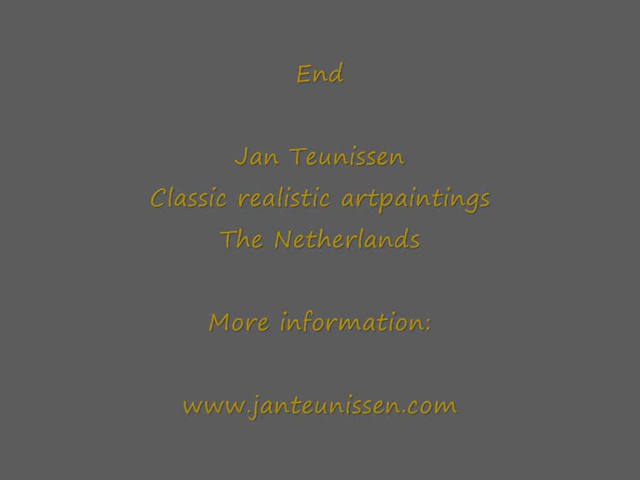 End
Jan Teunissen
Classic realistic artpaintings
The Netherlands
More information:
www.janteunissen.com